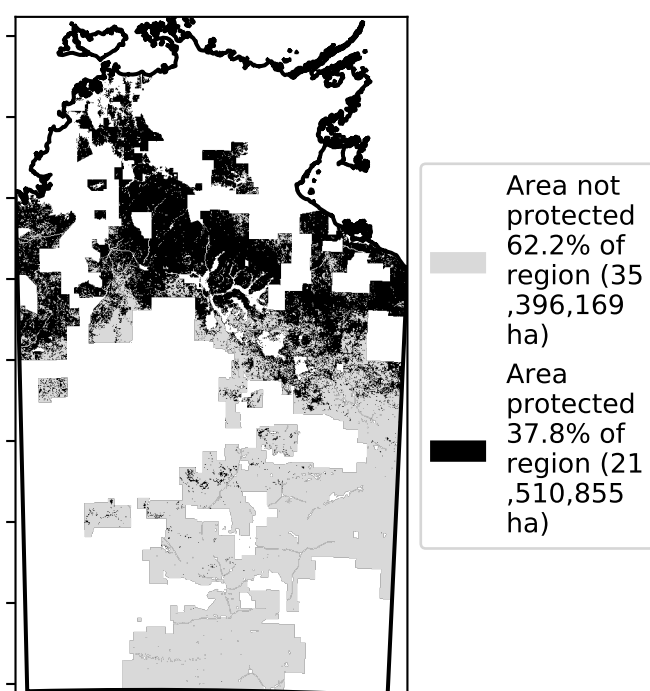 Area not
protected
62.2% of
region (35
,396,169
ha)
Area
protected
37.8% of
region (21
,510,855
ha)